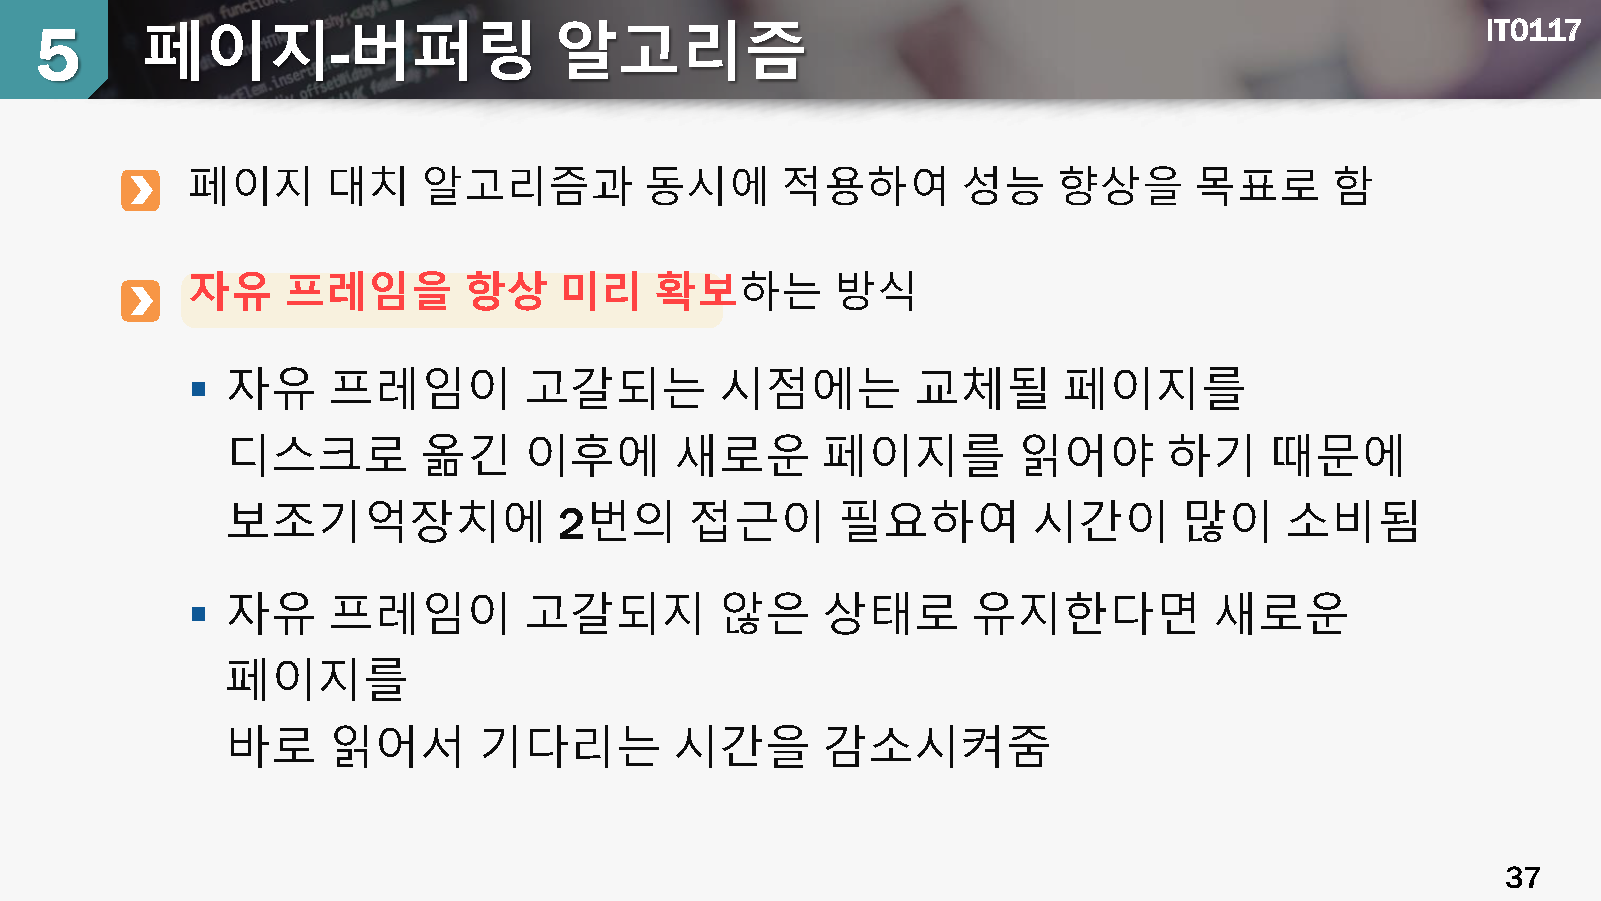 5 페이지-버퍼링 알고리즘
IT0117
페이지 대치 알고리즘과 동시에 적용하여 성능 향상을 목표로 함
자유 프레임을 항상 미리 확보하는 방식
자유 프레임이 고갈되는 시점에는 교체될 페이지를
디스크로 옮긴 이후에 새로운 페이지를 읽어야 하기 때문에
보조기억장치에 2번의 접근이 필요하여 시간이 많이 소비됨
자유 프레임이 고갈되지 않은 상태로 유지한다면 새로운
페이지를
바로 읽어서 기다리는 시간을 감소시켜줌
37